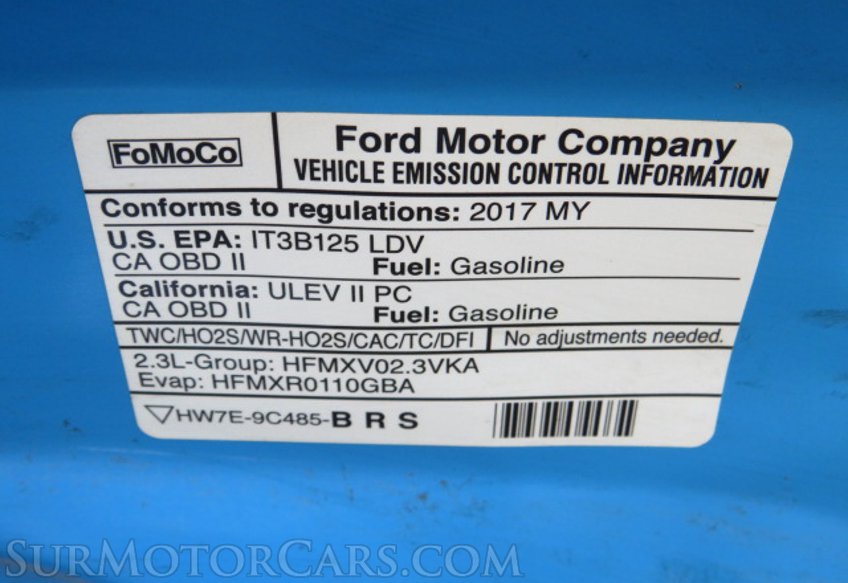 FoMoCo
Ford Motor Company
VEHICLE EMISSION CONTROL INFORMATION
Conforms to regulations: 2017 MY
U.S. EPA: IT3B125 LDV
CA OBD II Fuel: Gasoline
California: ULEV II PC
CA OBD II Fuel: Gasoline
TWC/HO2S/WR-HO2S/CAC/TC/DFI No adjustments needed.
2.3L-Group: HFMXV02.3VKA
Evap: HFMXR0110GBA
HW7E-9C485-B R S
SURMOTORCARS.COM